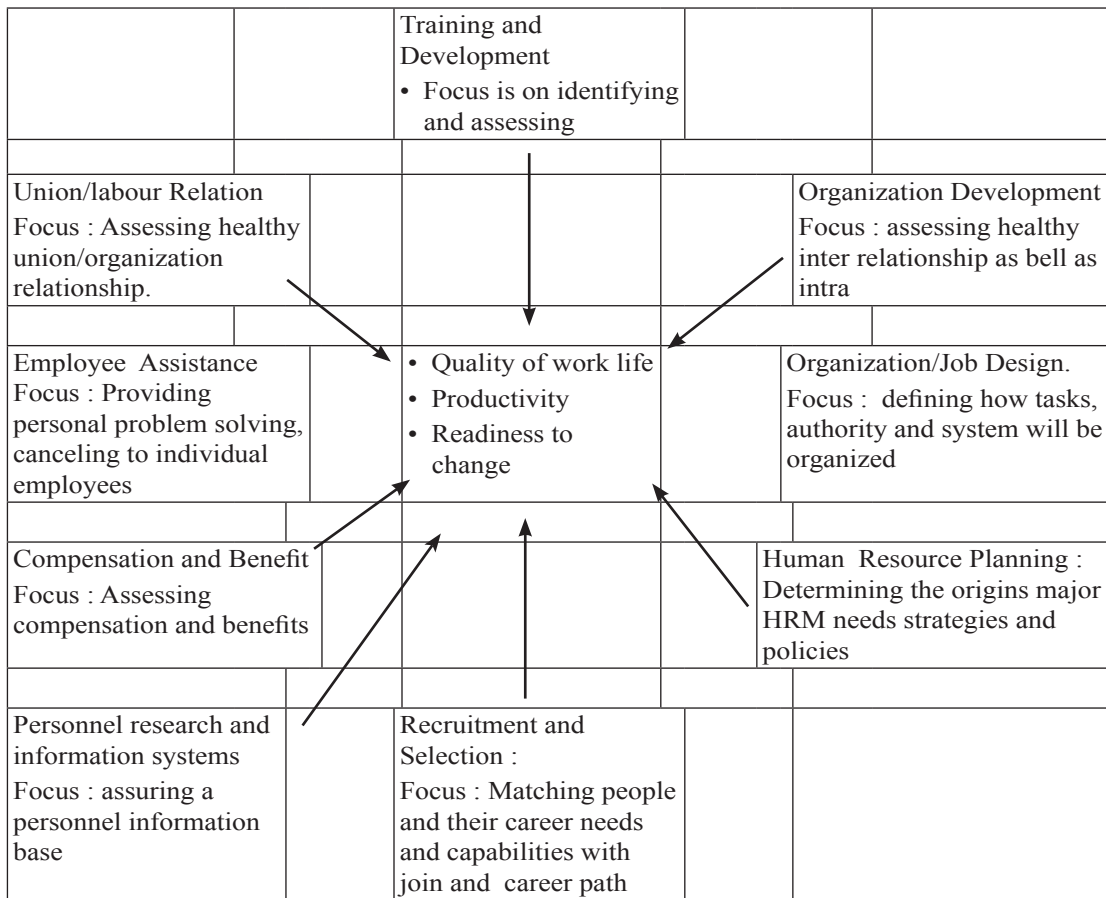 Training and
Development
• Focus is on identifying
and assessing
Union/labour Relation
Focus : Assessing healthy
union/organization
relationship.
Organization Development
Focus : assessing healthy
inter relationship as bell as
intra
Employee Assistance
Focus : Providing
personal problem solving,
canceling to individual
employees
• Quality of work life
• Productivity
• Readiness to
change
Organization/Job Design.
Focus : defining how tasks,
authority and system will be
organized
Compensation and Benefit
Focus : Assessing
compensation and benefits
Human Resource Planning :
Determining the origins major
HRM needs strategies and
policies
Personnel research and
information systems
Focus : assuring a
personnel information
base
Recruitment and
Selection :
Focus : Matching people
and their career needs
and capabilities with
join and career path